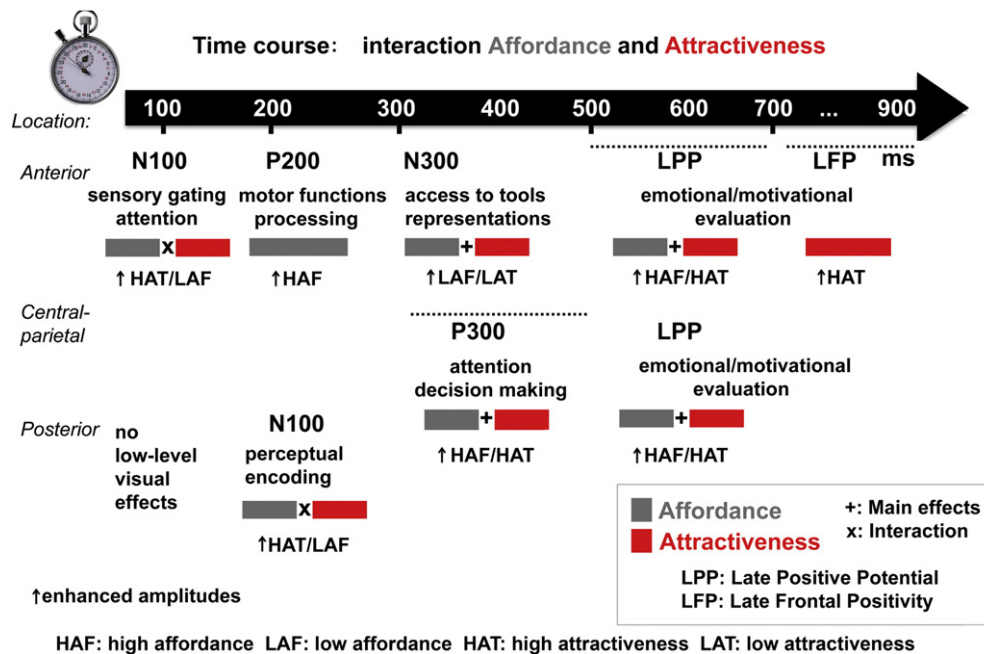 Time course: interaction Affordance and Attractiveness
Location:
100 200 300 400 500 600 700 ... 900
ms
Anterior
N100 P200 N300 LPP LFP
sensory gating motor functions access to tools emotional/motivational
attention processing representations evaluation
x + +
↑HAT/LAF ↑HAF ↑LAF/LAT ↑HAF/HAT ↑HAT
Central-
parietal
P300 LPP
attention emotional/motivational
decision making evaluation
+ +
↑HAF/HAT ↑HAF/HAT
Posterior
no
low-level
visual
effects
N100
perceptual
encoding
x
↑HAT/LAF
Affordance +: Main effects
Attractiveness x: Interaction
LPP: Late Positive Potential
LFP: Late Frontal Positivity
↑enhanced amplitudes
HAF: high affordance LAF: low affordance HAT: high attractiveness LAT: low attractiveness